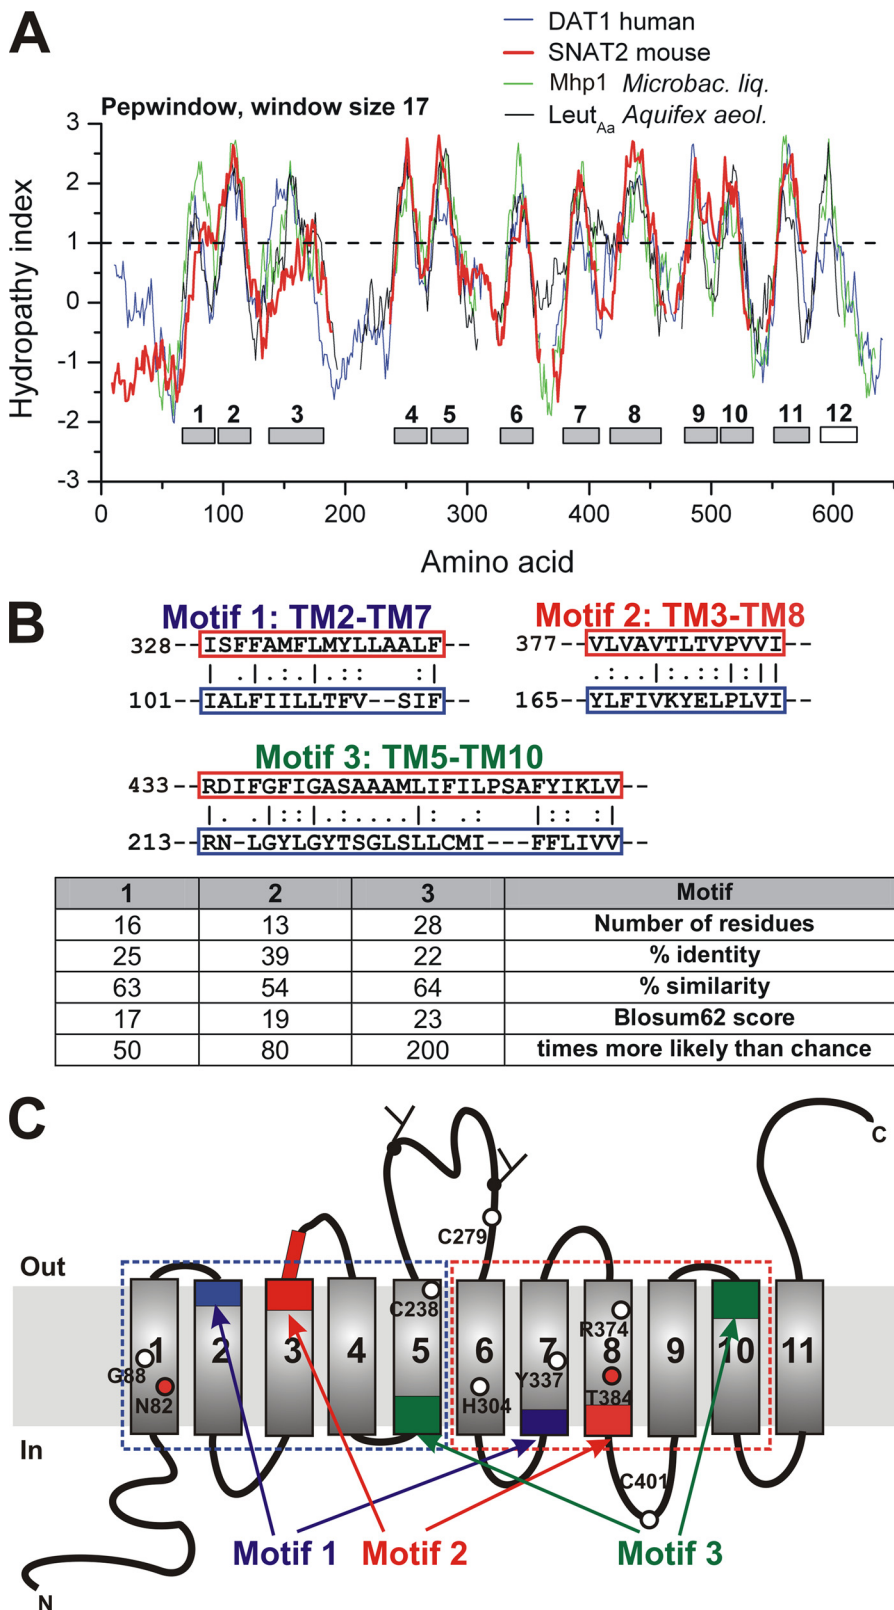 A
DAT1 human
SNAT2 mouse
Mhp1 Microbac. liq.
LeutAa Aquifex aeol.
Pepwindow, window size 17
Hydropathy index
3
2
1
0
-1
-2
-3
1 2 3 4 5 6 7 8 9 10 11 12
0 100 200 300 400 500 600
Amino acid
B
Motif 1: TM2-TM7
328--ISFFAMFLMYLLAALF--
| .|.:.|.:: :|
101--IALFIILLTFV--SIF--
Motif 2: TM3-TM8
377--VLVAVTLTVPVVI--
.:..|::.:|:||
165--YLFIVKYELPLVI--
Motif 3: TM5-TM10
433--RDIFGFIGASAAAMLIFILPSAFYIKLV--
|. .|::|.:....|: .: |:: :|
213--RN-LGYLGYTSGLSLLCMI---FFLIVV--
1 2 3 Motif
16 13 28 Number of residues
25 39 22 % identity
63 54 64 % similarity
17 19 23 Blosum62 score
50 80 200 times more likely than chance
C
C
C279
Out
C238
R374
1 2 3 4 5 6 7 8 9 10 11
G88
Y337
N82
H304
T384
In
C401
Motif 1
Motif 2
Motif 3
N